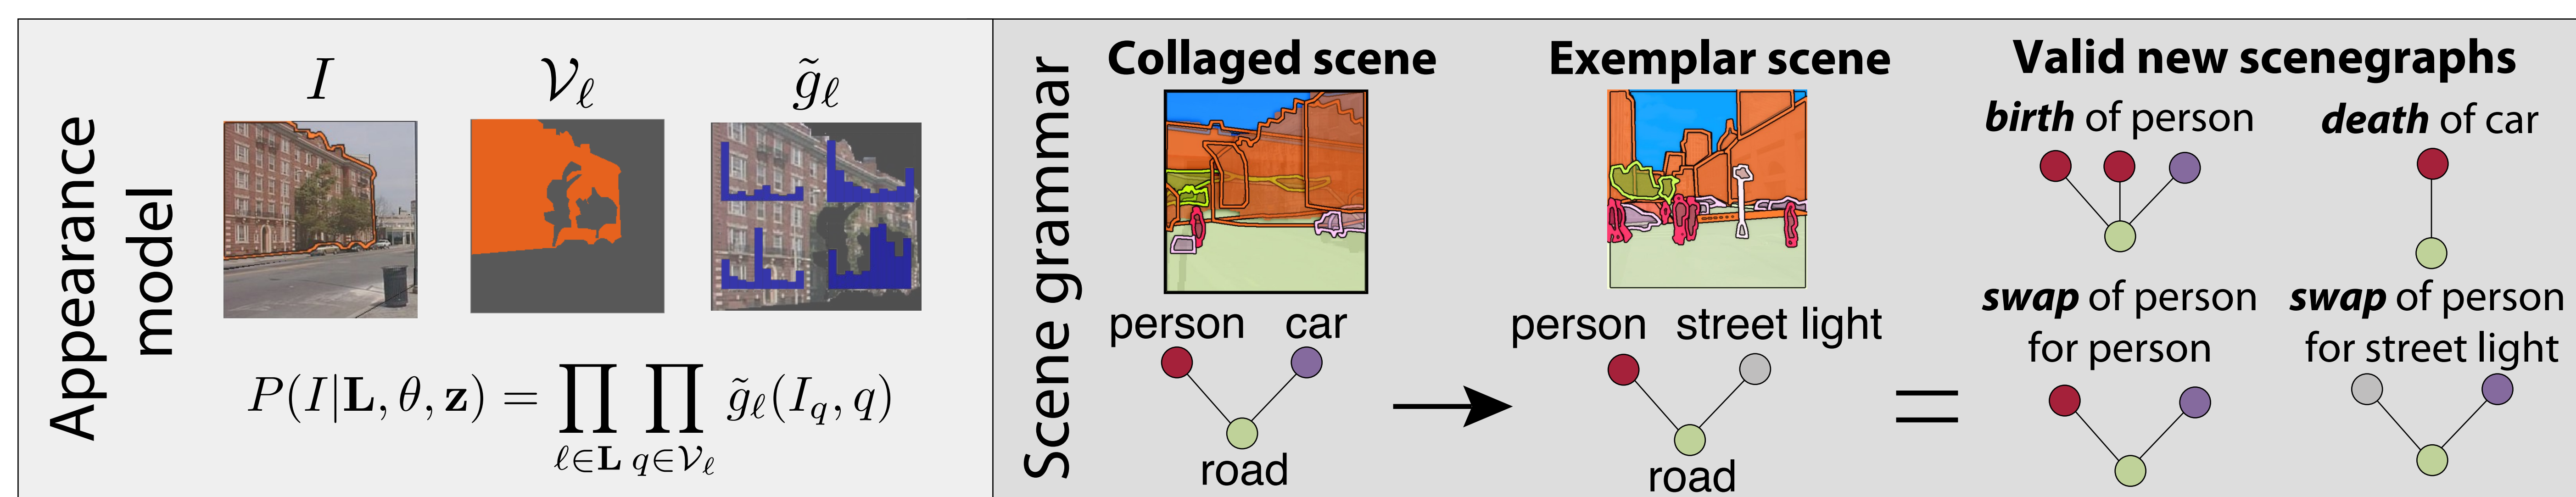 Appearance
model
I
𝒱ℓ
g̃ℓ
P(I|L, θ, z) = ∏ ∏ g̃ℓ(Iq, q)
ℓ∈L q∈𝒱ℓ
Scene grammar
Collaged scene
person car
road
Exemplar scene
person street light
road
=
Valid new scenegraphs
birth of person
death of car
swap of person
for person
swap of person
for street light